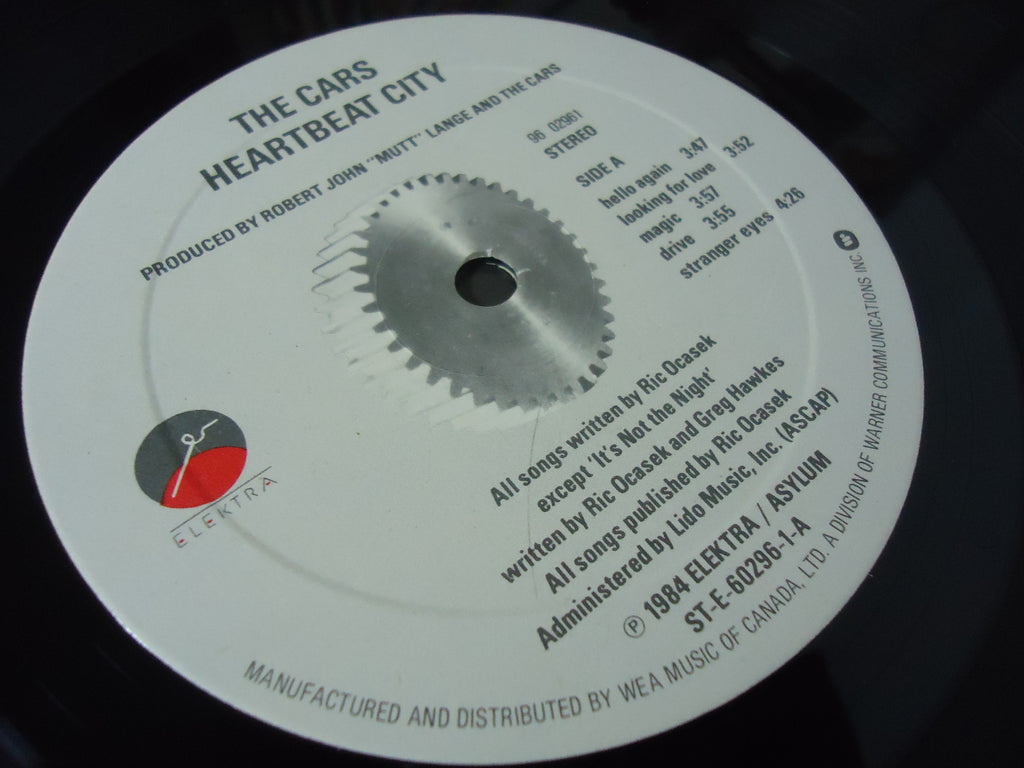 THE CARS
HEARTBEAT CITY
PRODUCED BY ROBERT JOHN "MUTT" LANGE AND THE CARS
96 02961
STEREO
SIDE A
hello again 3:47
looking for love 3:52
magic 3:57
drive 3:55
stranger eyes 4:26
ELEKTRA
All songs written by Ric Ocasek
except 'It's Not the Night'
written by Ric Ocasek and Greg Hawkes
All songs published by Ric Ocasek
Administered by Lido Music, Inc. (ASCAP)
℗ 1984 ELEKTRA / ASYLUM
ST-E-60296-1-A
MANUFACTURED AND DISTRIBUTED BY WEA MUSIC OF CANADA, LTD. A DIVISION OF WARNER COMMUNICATIONS INC.